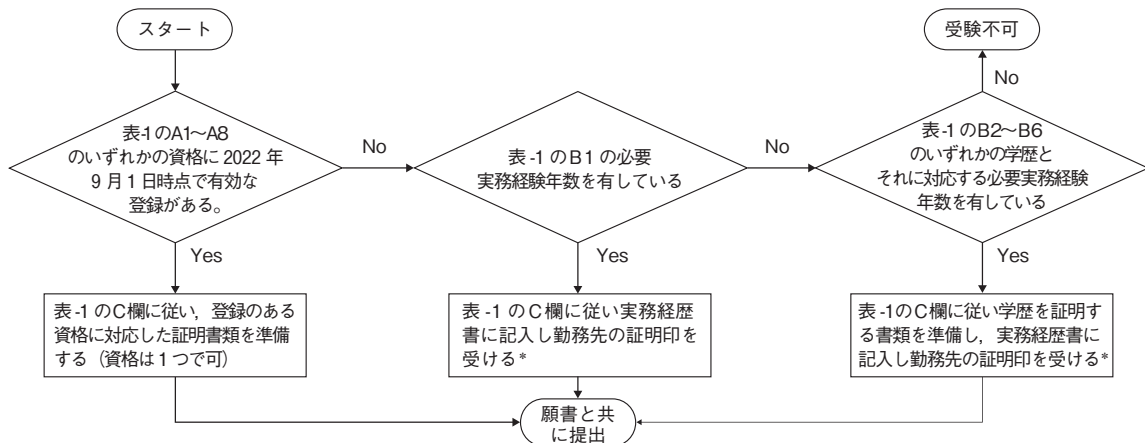 スタート
受験不可
No
表-1のA1~A8
のいずれかの資格に 2022 年
9 月 1 日時点で有効な
登録がある。
No
表-1のB1の必要
実務経験年数を有している
No
表-1のB2~B6
のいずれかの学歴と
それに対応する必要実務経験
年数を有している
Yes
Yes
Yes
表-1のC欄に従い,登録のある
資格に対応した証明書類を準備
する(資格は1つで可)
表-1のC欄に従い実務経歴
書に記入し勤務先の証明印を
受ける*
表-1のC欄に従い学歴を証明す
る書類を準備し,実務経歴書に
記入し勤務先の証明印を受ける*
願書と共
に提出